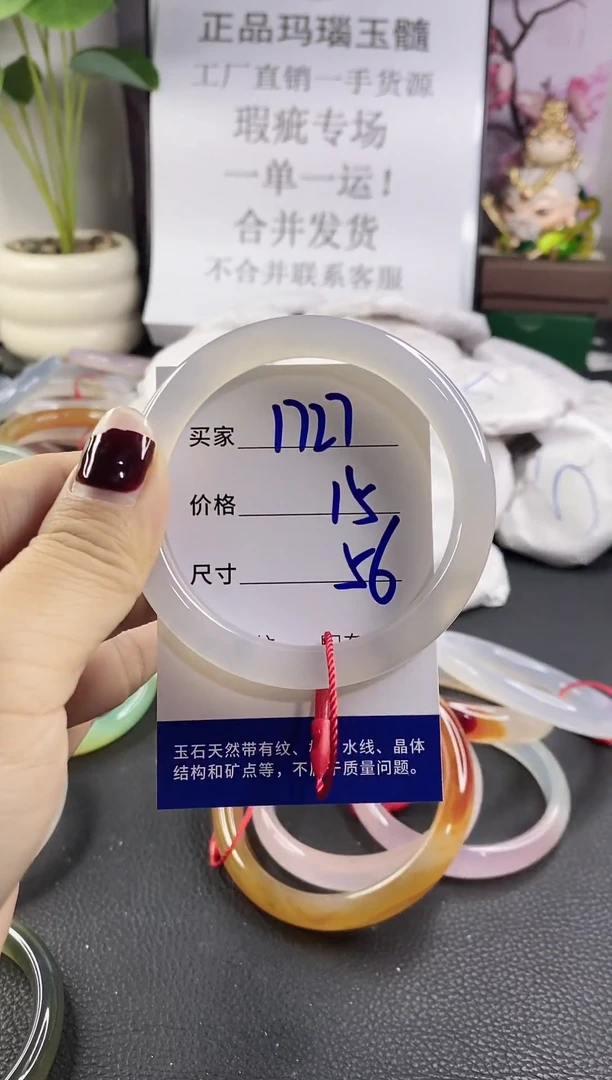 正品玛瑙玉髓
工厂直销一手货源
瑕疵专场
一单一运！
合并发货
不合并联系客服
买家 1727
价格 15
尺寸 56
玉石天然带有纹、 水线、晶体
结构和矿点等，不 于质量问题。